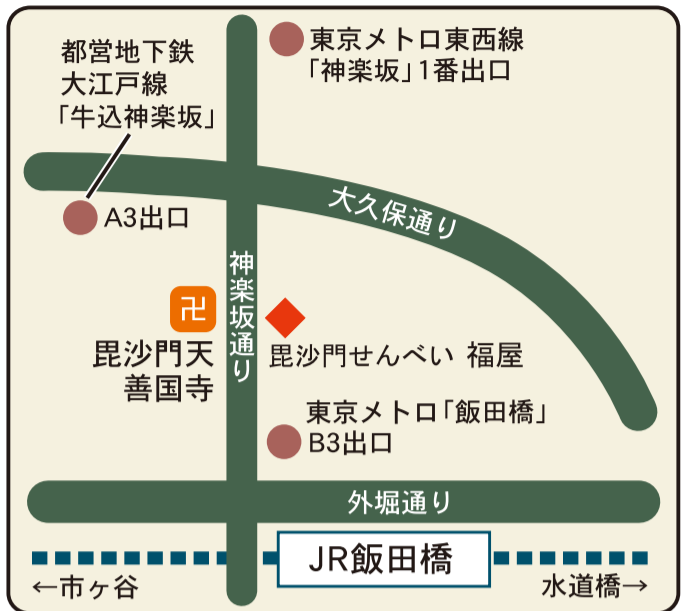 東京メトロ東西線
「神楽坂」1番出口
都営地下鉄
大江戸線
「牛込神楽坂」
A3出口
大久保通り
神楽坂通り
卍
毘沙門天
善国寺
毘沙門せんべい 福屋
東京メトロ「飯田橋」
B3出口
外堀通り
JR飯田橋
←市ヶ谷
水道橋→